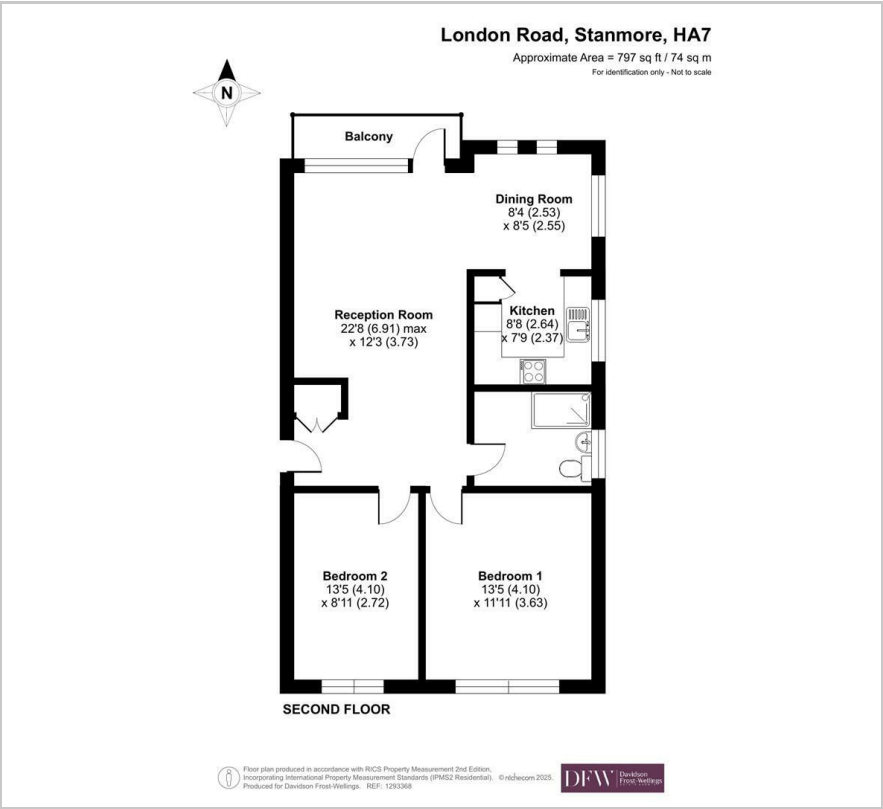 London Road, Stanmore, HA7
Approximate Area = 797 sq ft / 74 sq m
For identification only - Not to scale
N
Balcony
Dining Room
8'4 (2.53)
x 8'5 (2.55)
Reception Room
22'8 (6.91) max
x 12'3 (3.73)
Kitchen
8'8 (2.64)
x 7'9 (2.37)
Bedroom 2
13'5 (4.10)
x 8'11 (2.72)
Bedroom 1
13'5 (4.10)
x 11'11 (3.63)
SECOND FLOOR
Floor plan produced in accordance with RICS Property Measurement 2nd Edition,
Incorporating International Property Measurement Standards (IPMS2 Residential). © nichecom 2025.
Produced for Davidson Frost-Wellings. REF: 1293368
DFW
Davidson
Frost-Wellings